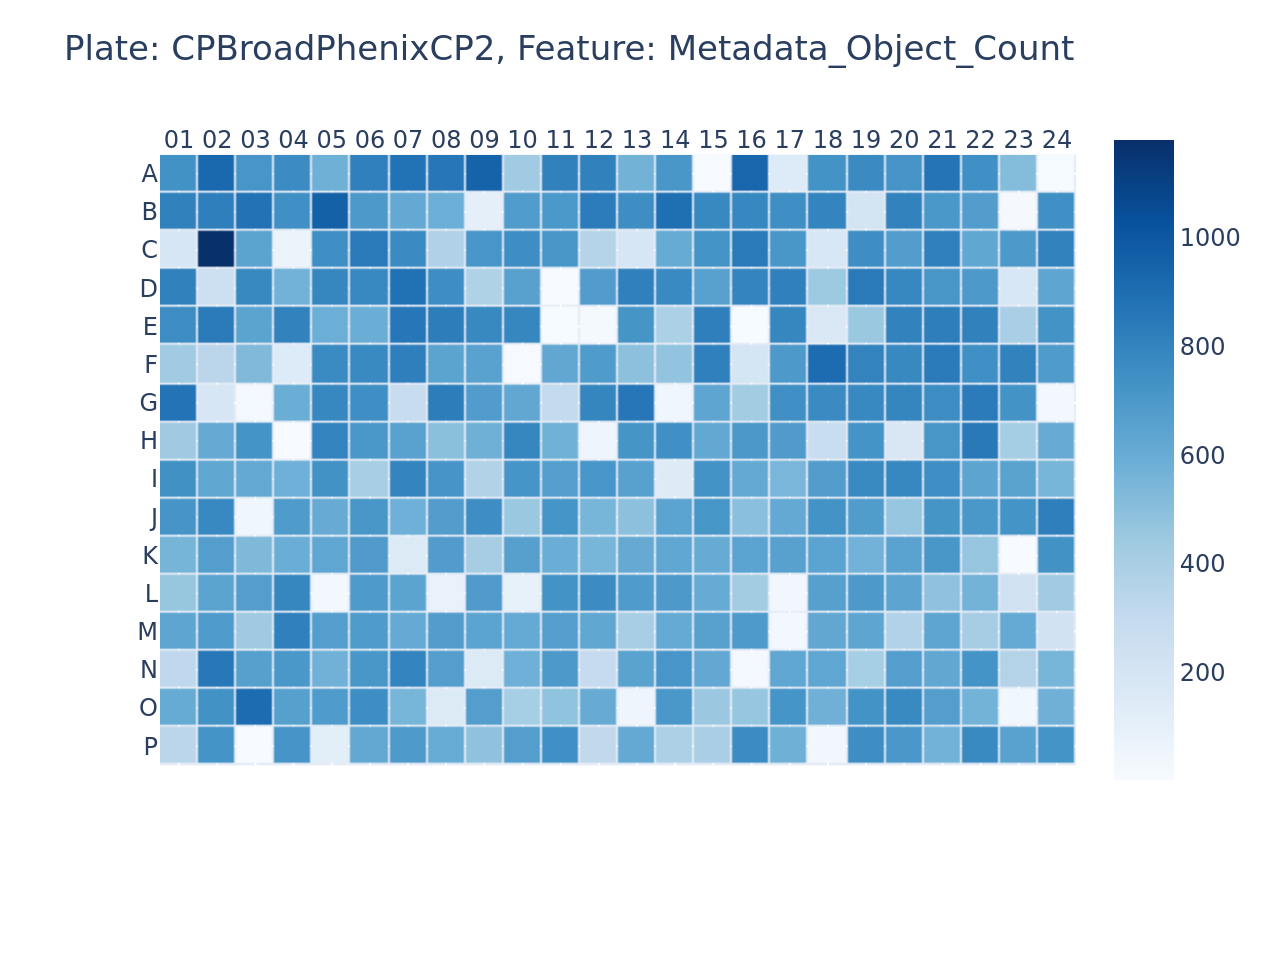 Plate: CPBroadPhenixCP2, Feature: Metadata_Object_Count
01 02 03 04 05 06 07 08 09 10 11 12 13 14 15 16 17 18 19 20 21 22 23 24
A
B
C
D
E
F
G
H
I
J
K
L
M
N
O
P
1000
800
600
400
200